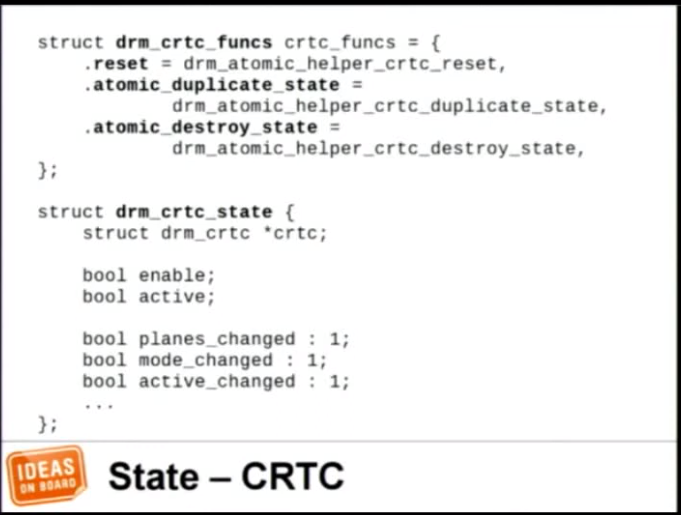 struct drm_crtc_funcs crtc_funcs = {
    .reset = drm_atomic_helper_crtc_reset,
    .atomic_duplicate_state =
            drm_atomic_helper_crtc_duplicate_state,
    .atomic_destroy_state =
            drm_atomic_helper_crtc_destroy_state,
};
struct drm_crtc_state {
    struct drm_crtc *crtc;
    bool enable;
    bool active;
    bool planes_changed : 1;
    bool mode_changed : 1;
    bool active_changed : 1;
    ...
};
IDEAS
ON BOARD
State – CRTC